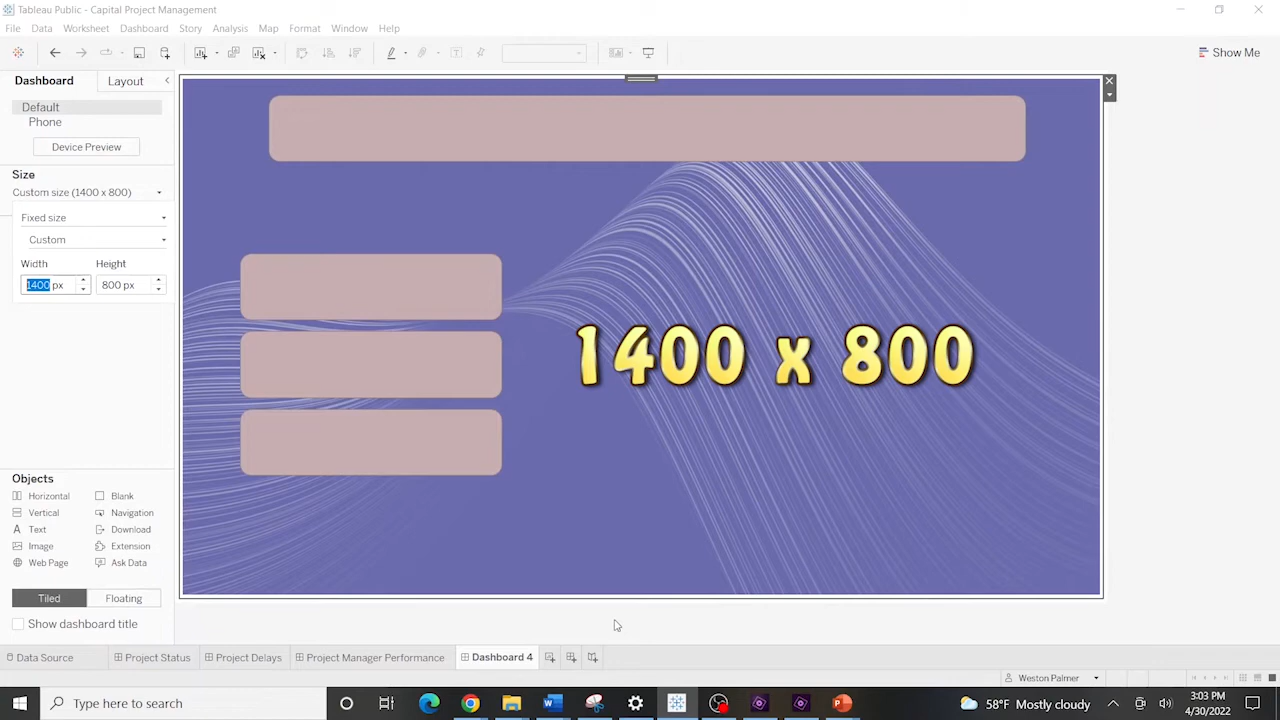 Tableau Public - Capital Project Management
File Data Worksheet Dashboard Story Analysis Map Format Window Help
Show Me
Dashboard Layout
Default
Phone
Device Preview
Size
Custom size (1400 x 800)
Fixed size
Custom
Width Height
1400 px 800 px
1400 x 800
Objects
Horizontal Blank
Vertical Navigation
Text Download
Image Extension
Web Page Ask Data
Tiled Floating
Show dashboard title
Data Source Project Status Project Delays Project Manager Performance Dashboard 4
Weston Palmer
Type here to search
58°F Mostly cloudy
3:03 PM
4/30/2022